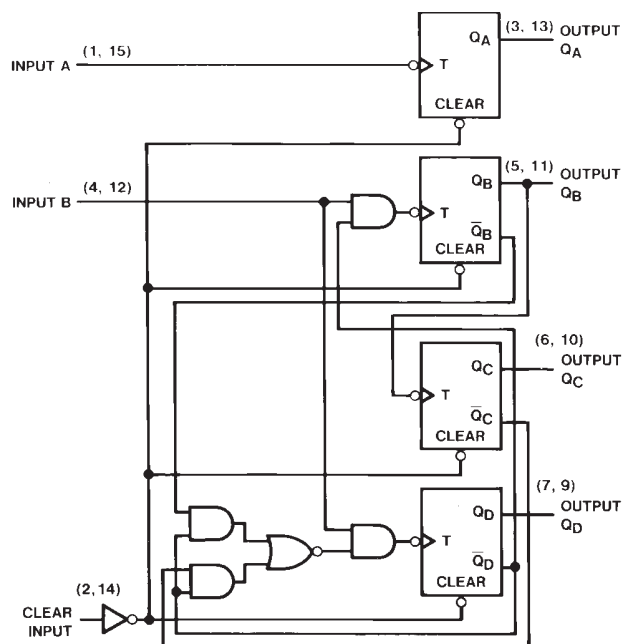 (3, 13) OUTPUT
QA QA
(1, 15)
INPUT A T
CLEAR
(5, 11) OUTPUT
(4, 12) QB QB
INPUT B T
Q̅B
CLEAR
(6, 10)
OUTPUT
QC QC
T
Q̅C
CLEAR
(7, 9)
OUTPUT
QD QD
T
Q̅D
(2, 14)
CLEAR CLEAR
INPUT